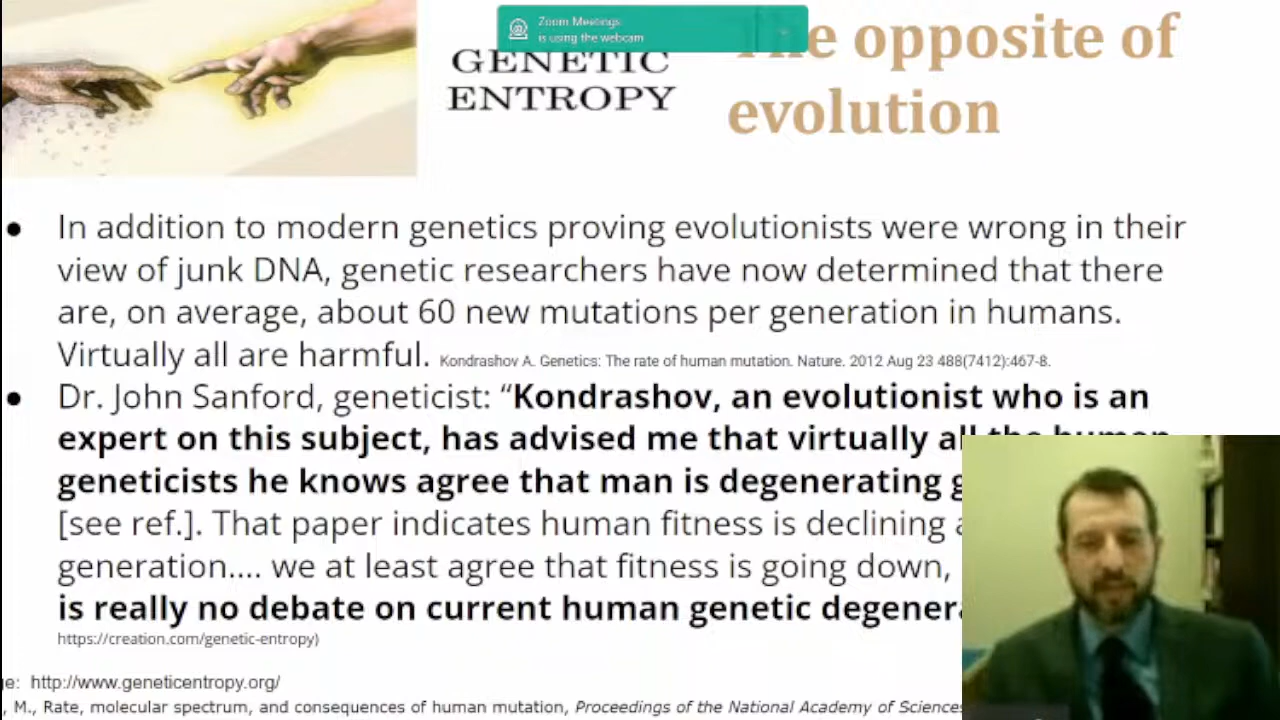 Zoom Meetings
is using the webcam
GENETIC
ENTROPY
The opposite of
evolution
• In addition to modern genetics proving evolutionists were wrong in their
view of junk DNA, genetic researchers have now determined that there
are, on average, about 60 new mutations per generation in humans.
Virtually all are harmful. Kondrashov A. Genetics: The rate of human mutation. Nature. 2012 Aug 23 488(7412):467-8.
• Dr. John Sanford, geneticist: “Kondrashov, an evolutionist who is an
expert on this subject, has advised me that virtually all the human
geneticists he knows agree that man is degenerating
[see ref.]. That paper indicates human fitness is declining
generation.... we at least agree that fitness is going down,
is really no debate on current human genetic
https://creation.com/genetic-entropy)
http://www.geneticentropy.org/
, M., Rate, molecular spectrum, and consequences of human mutation, Proceedings of the National Academy of Sciences